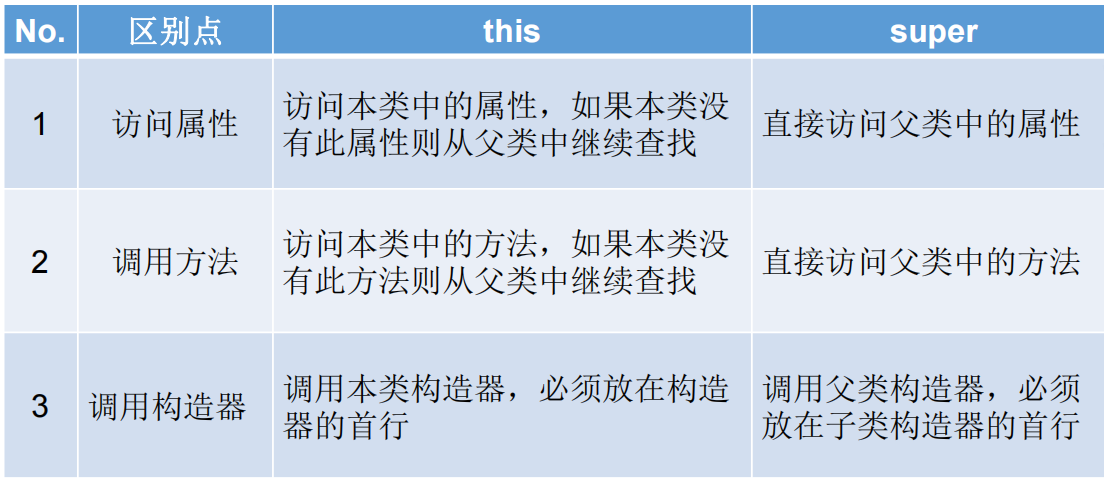 No. 区别点 this super
1 访问属性 访问本类中的属性，如果本类没
有此属性则从父类中继续查找 直接访问父类中的属性
2 调用方法 访问本类中的方法，如果本类没
有此方法则从父类中继续查找 直接访问父类中的方法
3 调用构造器 调用本类构造器，必须放在构造
器的首行 调用父类构造器，必须
放在子类构造器的首行